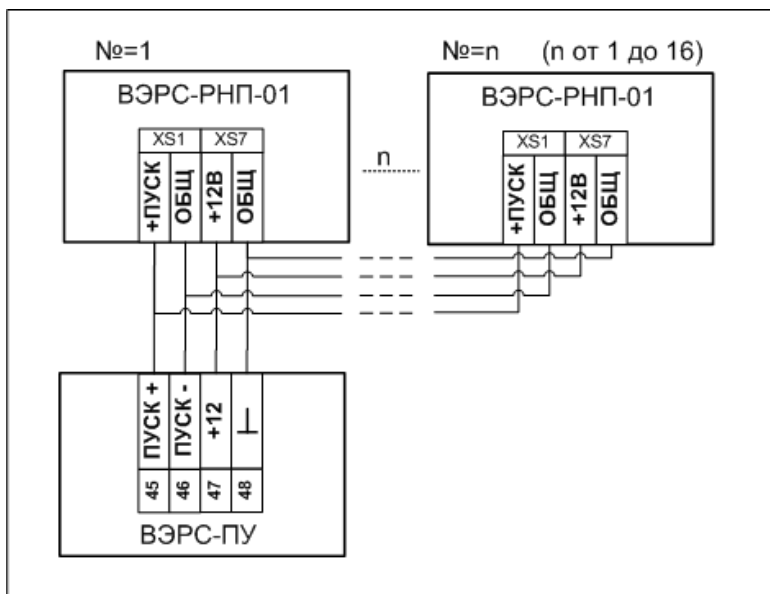 №=1
№=n (n от 1 до 16)
ВЭРС-РНП-01
XS1 XS7
+ПУСК
ОБЩ
+12В
ОБЩ
n
ВЭРС-РНП-01
XS1 XS7
+ПУСК
ОБЩ
+12В
ОБЩ
ПУСК +
ПУСК -
+12
45
46
47
48
ВЭРС-ПУ